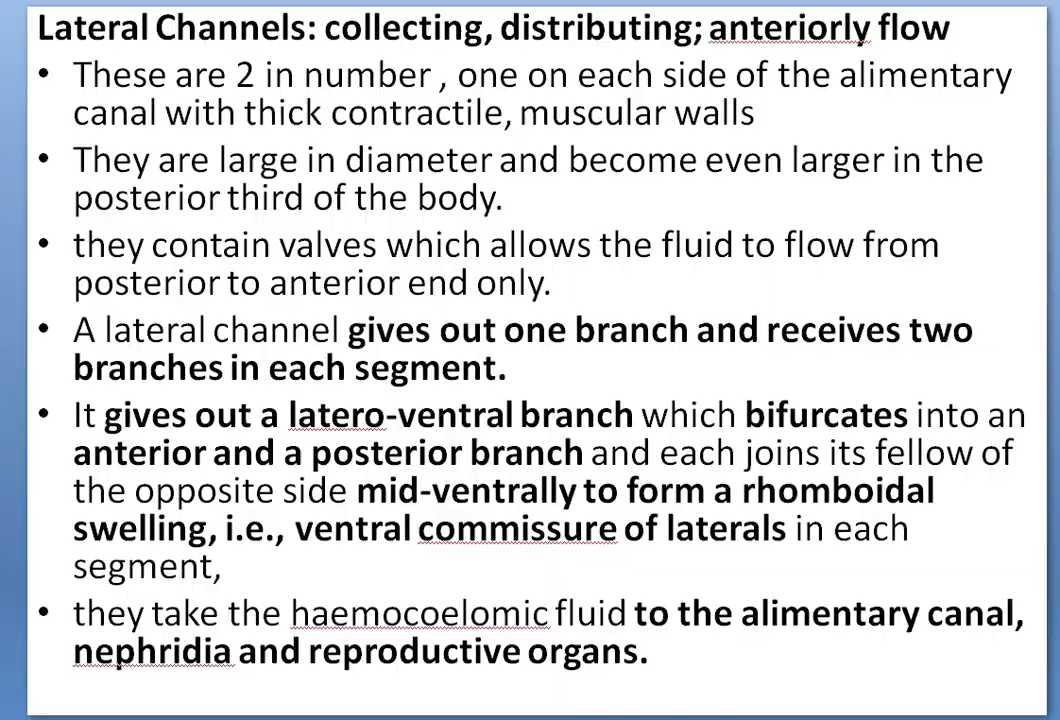 Lateral Channels: collecting, distributing; anteriorly flow
• These are 2 in number , one on each side of the alimentary
canal with thick contractile, muscular walls
• They are large in diameter and become even larger in the
posterior third of the body.
• they contain valves which allows the fluid to flow from
posterior to anterior end only.
• A lateral channel gives out one branch and receives two
branches in each segment.
• It gives out a latero-ventral branch which bifurcates into an
anterior and a posterior branch and each joins its fellow of
the opposite side mid-ventrally to form a rhomboidal
swelling, i.e., ventral commissure of laterals in each
segment,
• they take the haemocoelomic fluid to the alimentary canal,
nephridia and reproductive organs.